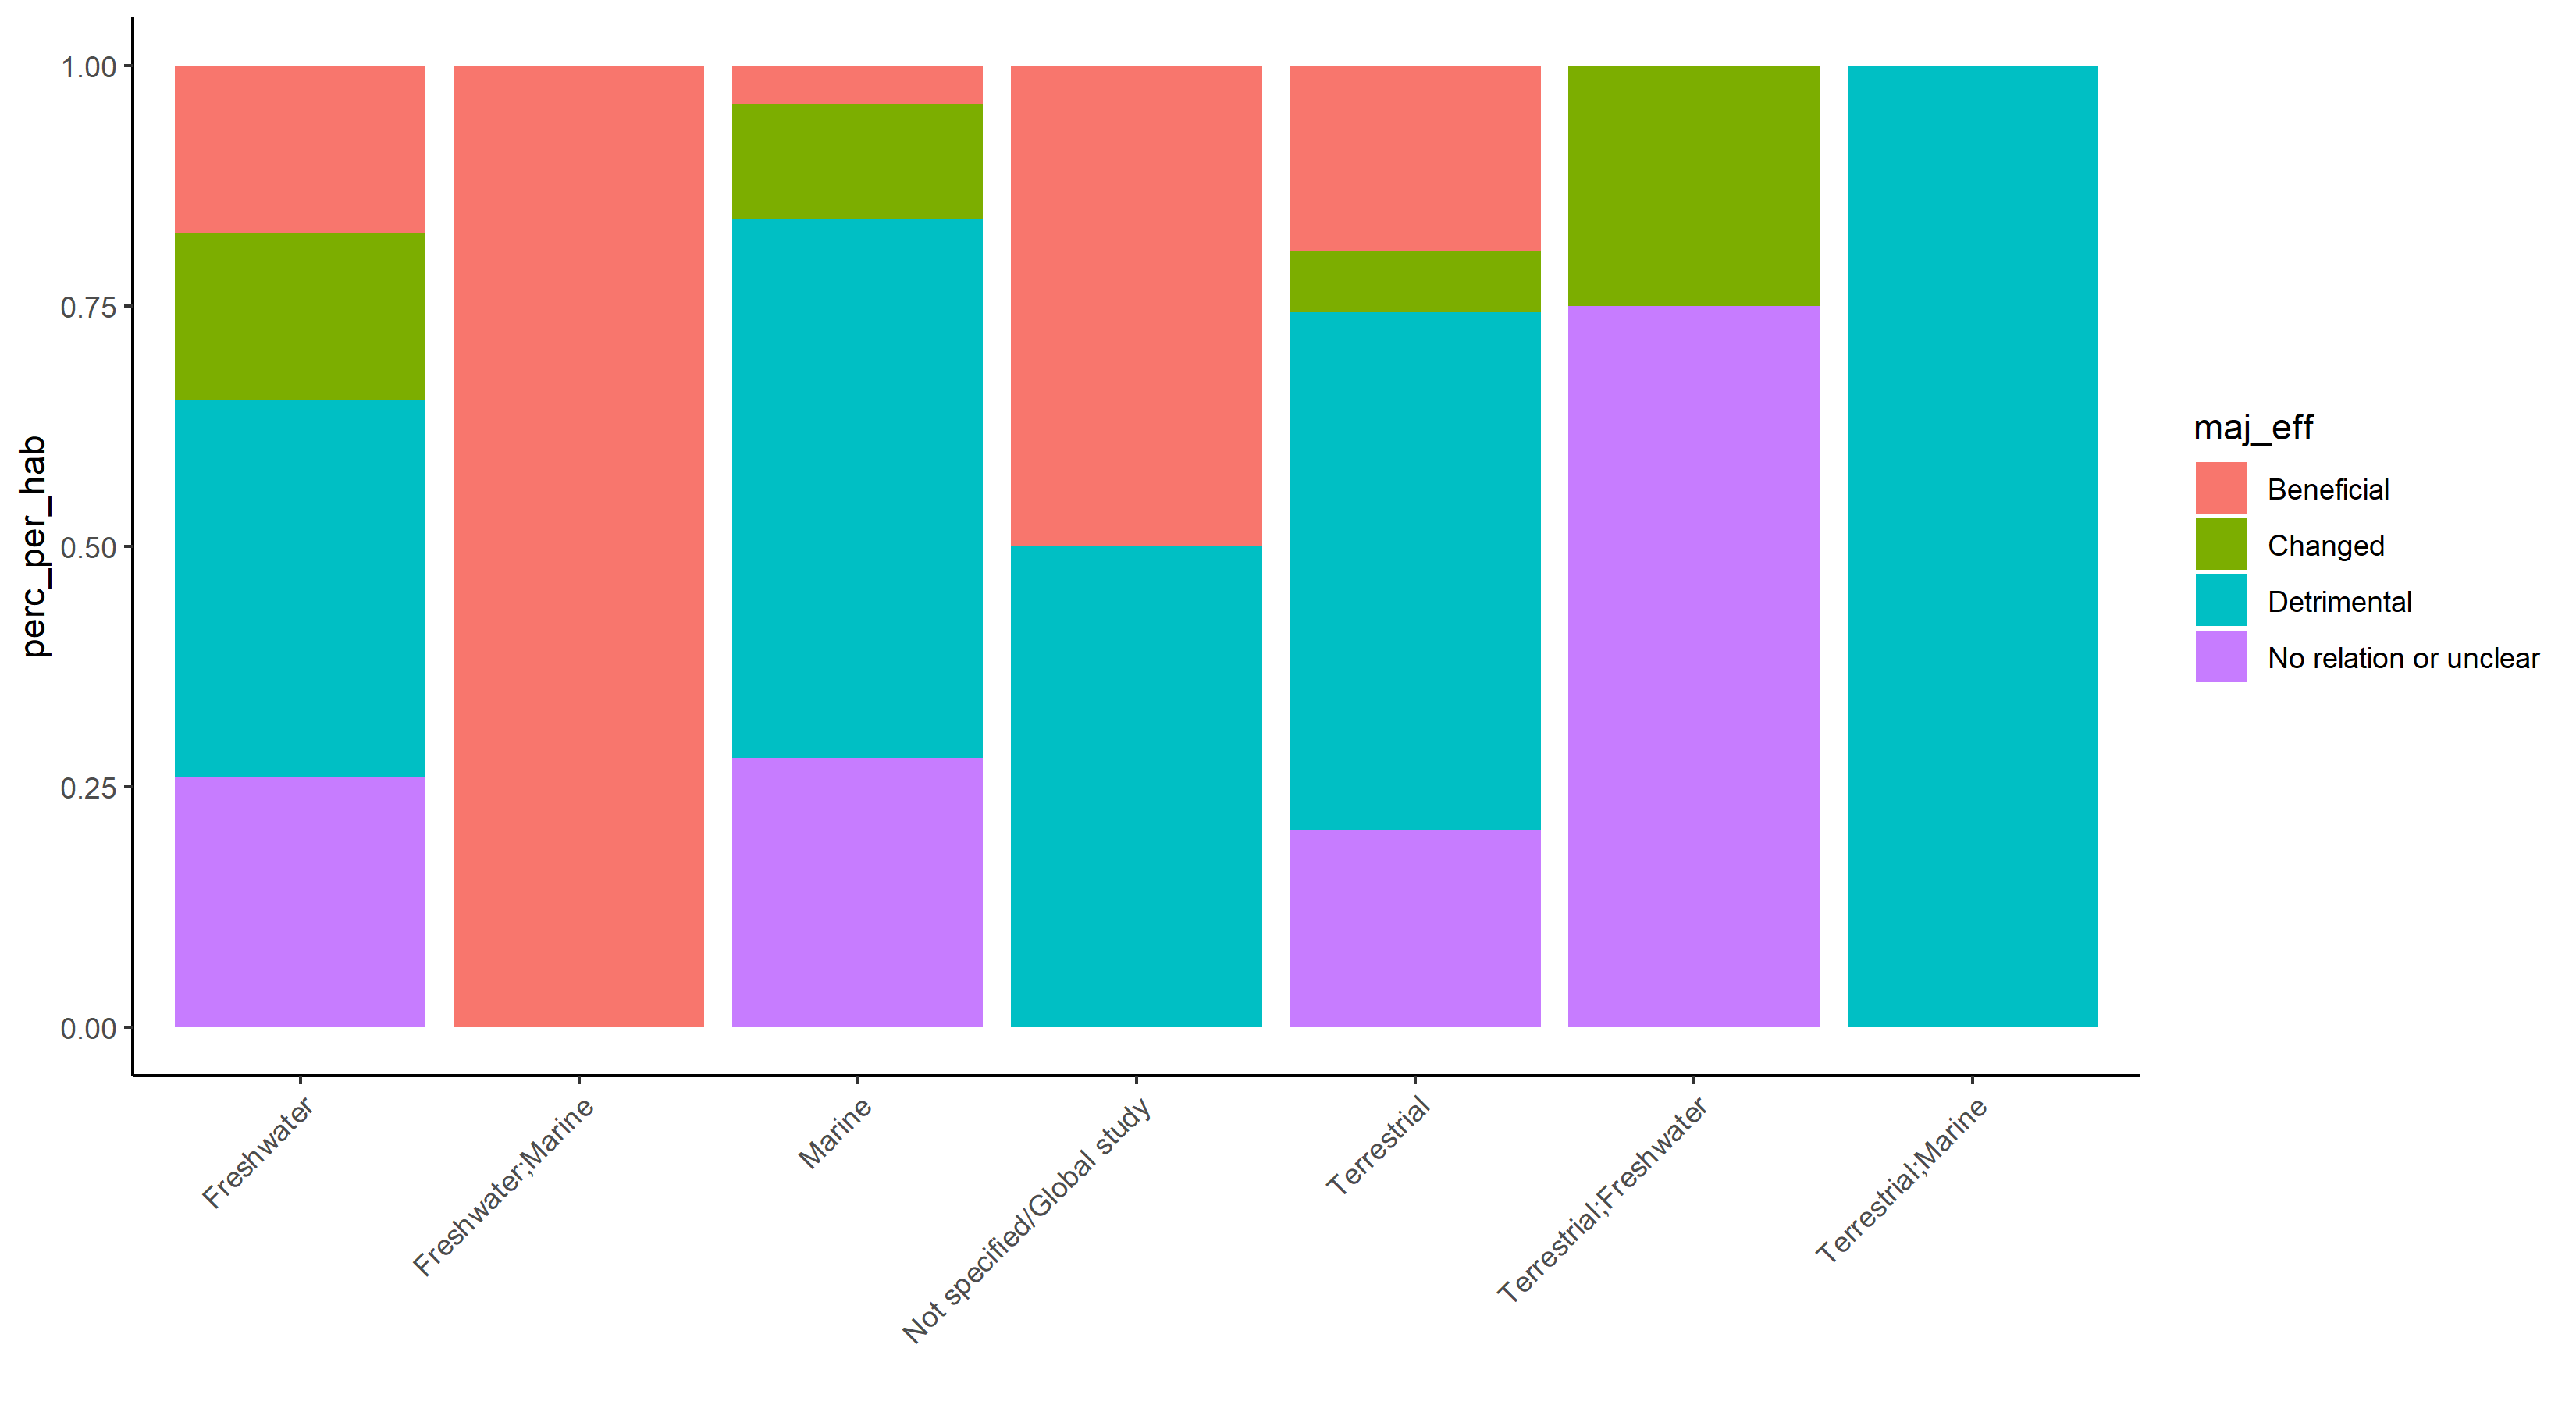 perc_per_hab
1.00
0.75
0.50
0.25
0.00
Freshwater
Freshwater;Marine
Marine
Not specified/Global study
Terrestrial
Terrestrial;Freshwater
Terrestrial;Marine
maj_eff
Beneficial
Changed
Detrimental
No relation or unclear